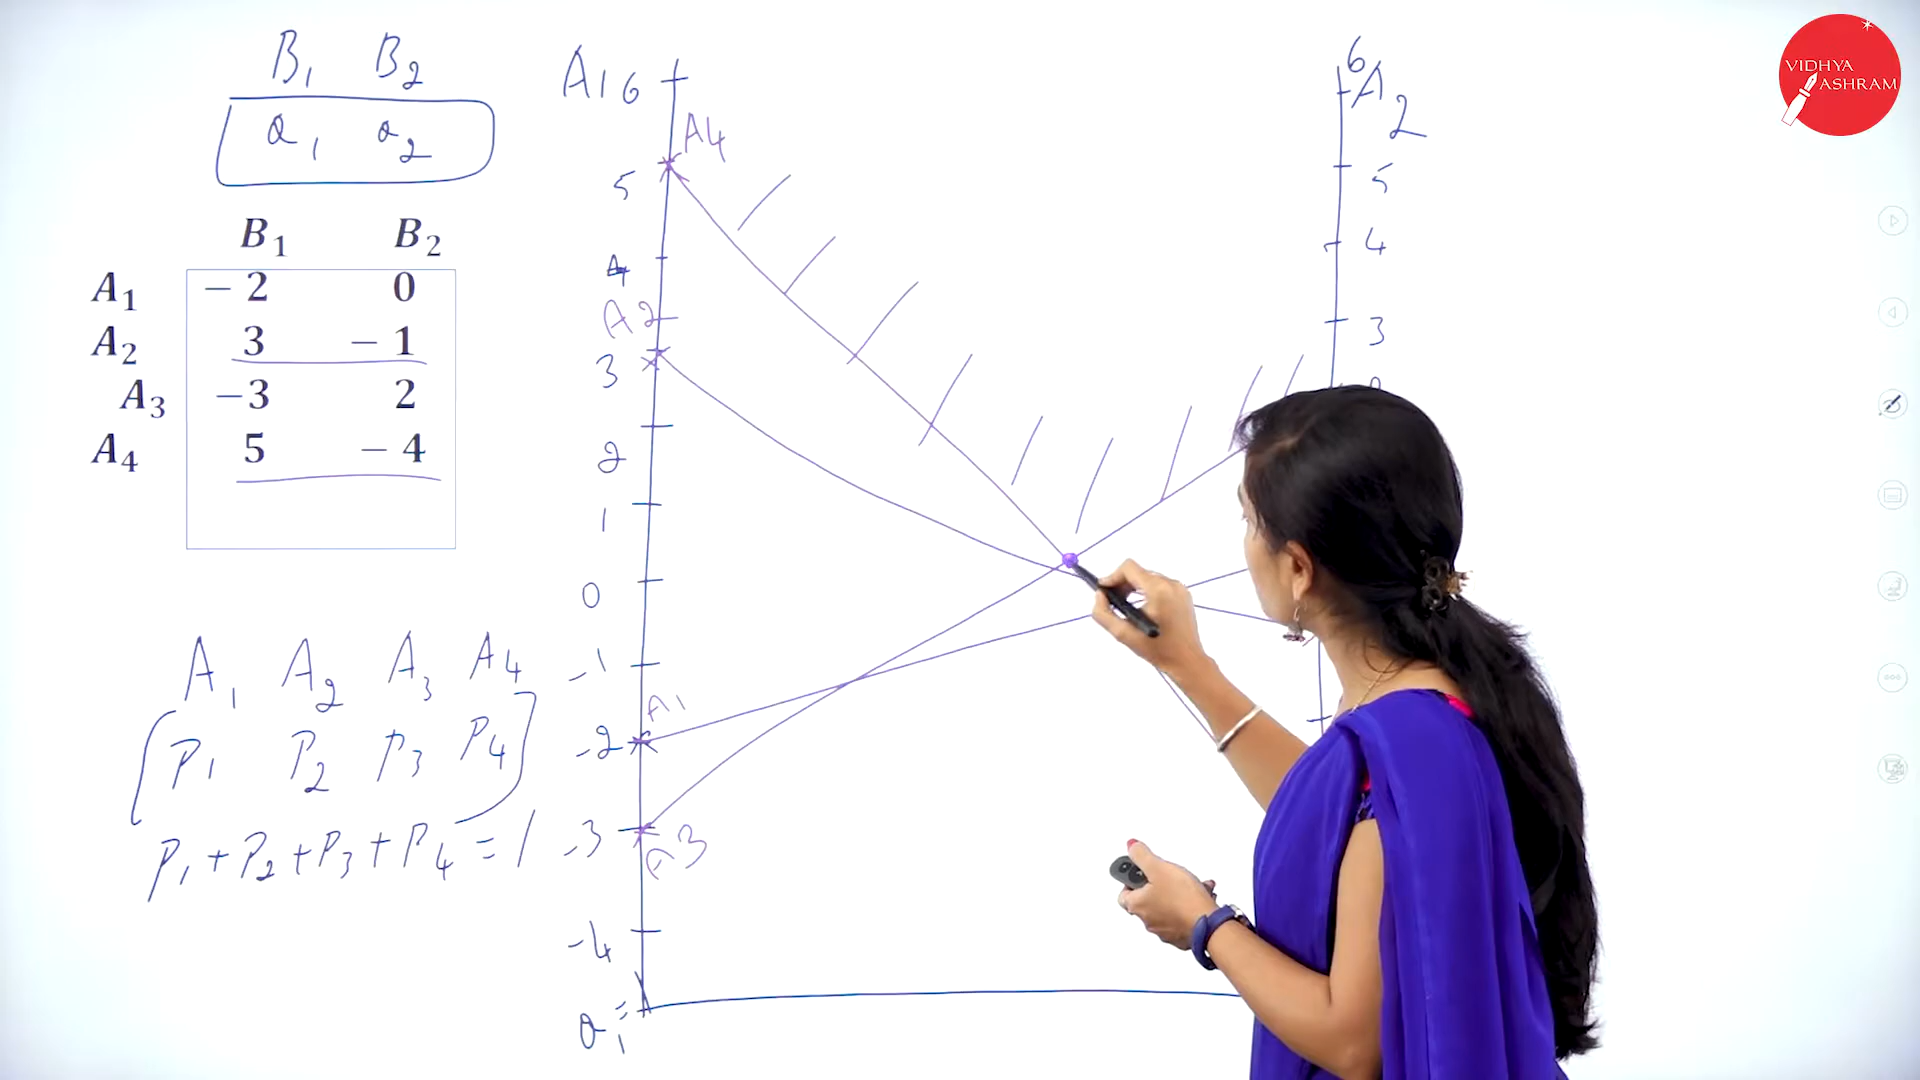 B1 B2
q1 q2
B1 B2
A1 -2 0
A2 3 -1
A3 -3 2
A4 5 -4
A1 A2 A3 A4
P1 P2 P3 P4
P1 + P2 + P3 + P4 = 1
A1 6
A4
5
4
A2
3
2
1
0
-1
A1
-2
-3
A3
-4
6
A2
5
4
3
VIDHYA
ASHRAM